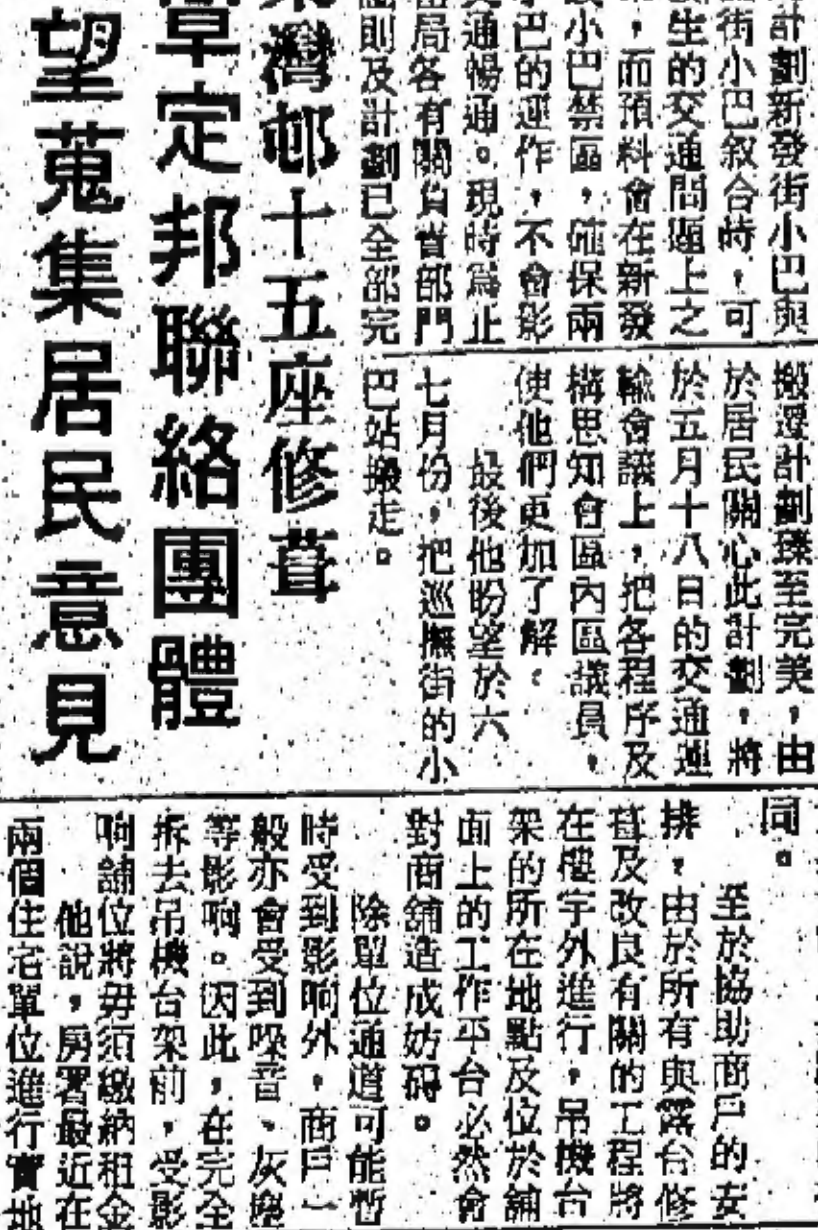 計劃新發街小巴與
街小巴敘合時，可
生的交通問題上之
，而預料會在新發
小巴禁區，確保兩
巴的運作，不會影
通暢通。現時為止
局各有關負責部門
則及計劃已全部完
搬遷計劃臻至完美，由
於居民關心此計劃，將
於五月十八日的交通運
輸會議上，把各程序及
構思知會區內區議員，
使他們更加了解。
最後他盼望於六
七月份，把巡撫街的小
巴站搬走。
灣邨十五座修葺
覃定邦聯絡團體
望蒐集居民意見
同。
至於協助商戶的安
排，由於所有與露台修
葺及改良有關的工程將
在樓宇外進行，吊機台
架的所在地點及位於舖
面上的工作平台必然會
對商舖造成妨碍。
除單位通道可能暫
時受到影响外，商戶一
般亦會受到噪音、灰塵
等影响。因此，在完全
拆去吊機台架前，受影
响舖位將毋須繳納租金
他說，房署最近在
兩個住宅單位進行實地